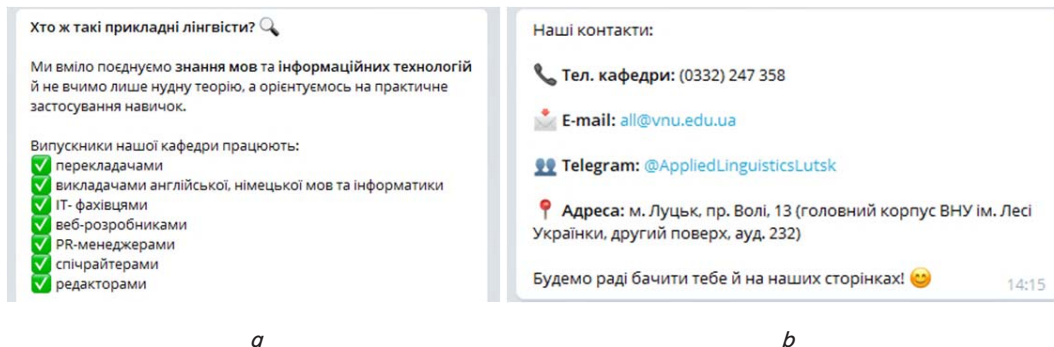 Хто ж такі прикладні лінгвісти? 🔍
Ми вміло поєднуємо знання мов та інформаційних технологій
й не вчимо лише нудну теорію, а орієнтуємось на практичне
застосування навичок.
Випускники нашої кафедри працюють:
✅ перекладачами
✅ викладачами англійської, німецької мов та інформатики
✅ ІТ- фахівцями
✅ веб-розробниками
✅ PR-менеджерами
✅ спічрайтерами
✅ редакторами
a
Наші контакти:
📞 Тел. кафедри: (0332) 247 358
📩 E-mail: all@vnu.edu.ua
👥 Telegram: @AppliedLinguisticsLutsk
📍 Адреса: м. Луцьк, пр. Волі, 13 (головний корпус ВНУ ім. Лесі
Українки, другий поверх, ауд. 232)
Будемо раді бачити тебе й на наших сторінках! 😊
14:15
b